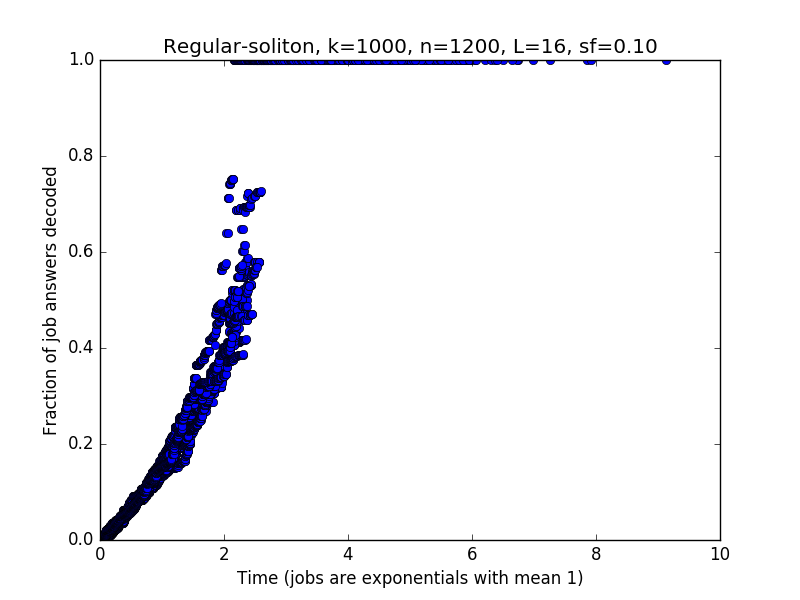 Regular-soliton, k=1000, n=1200, L=16, sf=0.10
1.0
0.8
0.6
0.4
0.2
0.0
Fraction of job answers decoded
0 2 4 6 8 10
Time (jobs are exponentials with mean 1)